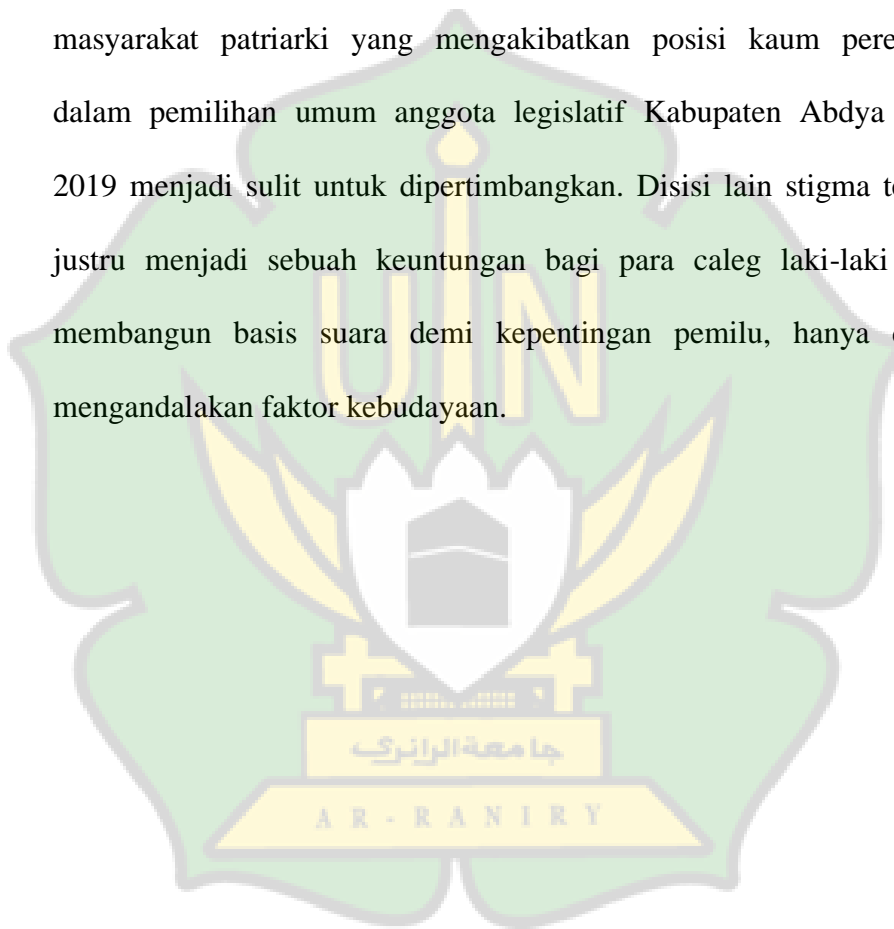 masyarakat patriarki yang mengakibatkan posisi kaum pere
dalam pemilihan umum anggota legislatif Kabupaten Abdya
2019 menjadi sulit untuk dipertimbangkan. Disisi lain stigma te
justru menjadi sebuah keuntungan bagi para caleg laki-laki
membangun basis suara demi kepentingan pemilu, hanya
mengandalakan faktor kebudayaan.
UIN
جامعة الرانري
AR-RANIRY